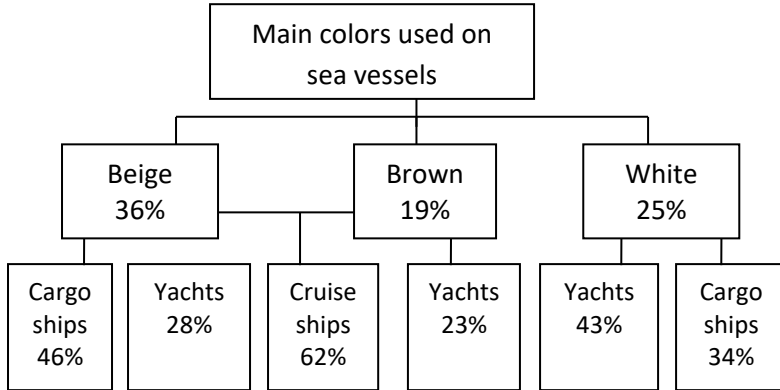 Main colors used on
sea vessels
Beige
36%
Brown
19%
White
25%
Cargo
ships
46%
Yachts
28%
Cruise
ships
62%
Yachts
23%
Yachts
43%
Cargo
ships
34%